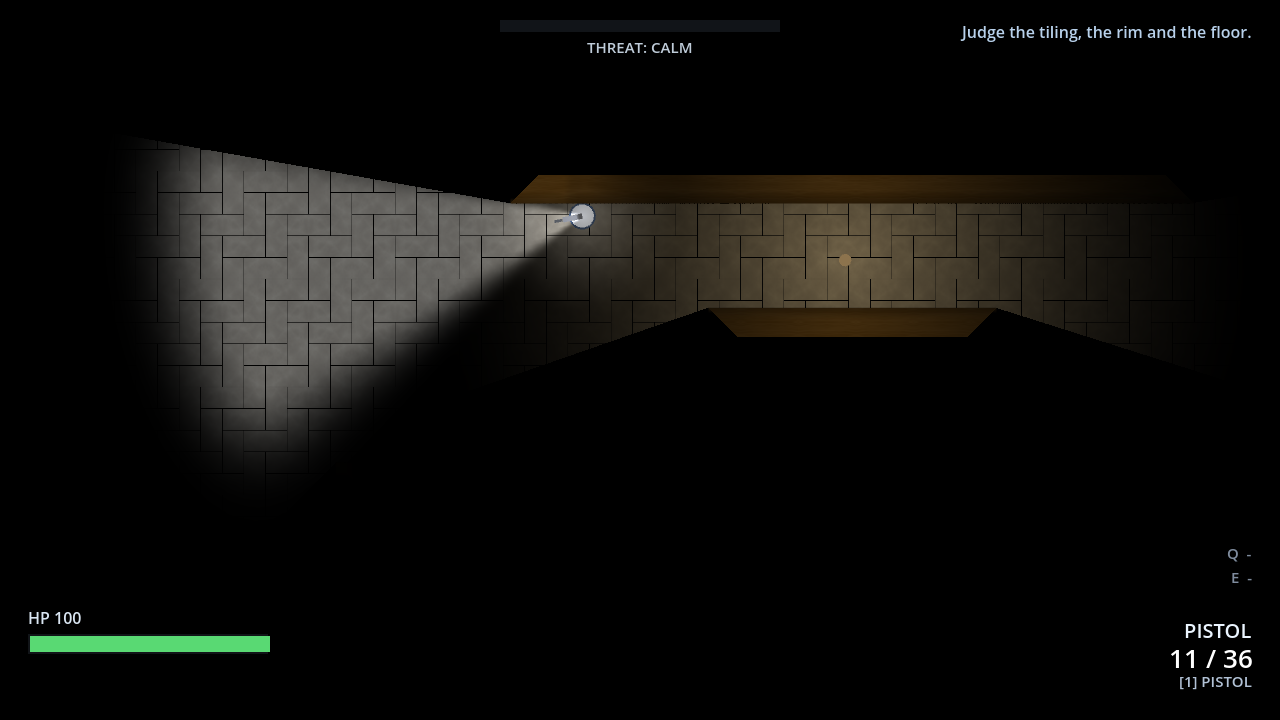 Judge the tiling, the rim and the floor.
THREAT: CALM
Q -
E -
HP 100
PISTOL
11 / 36
[1] PISTOL